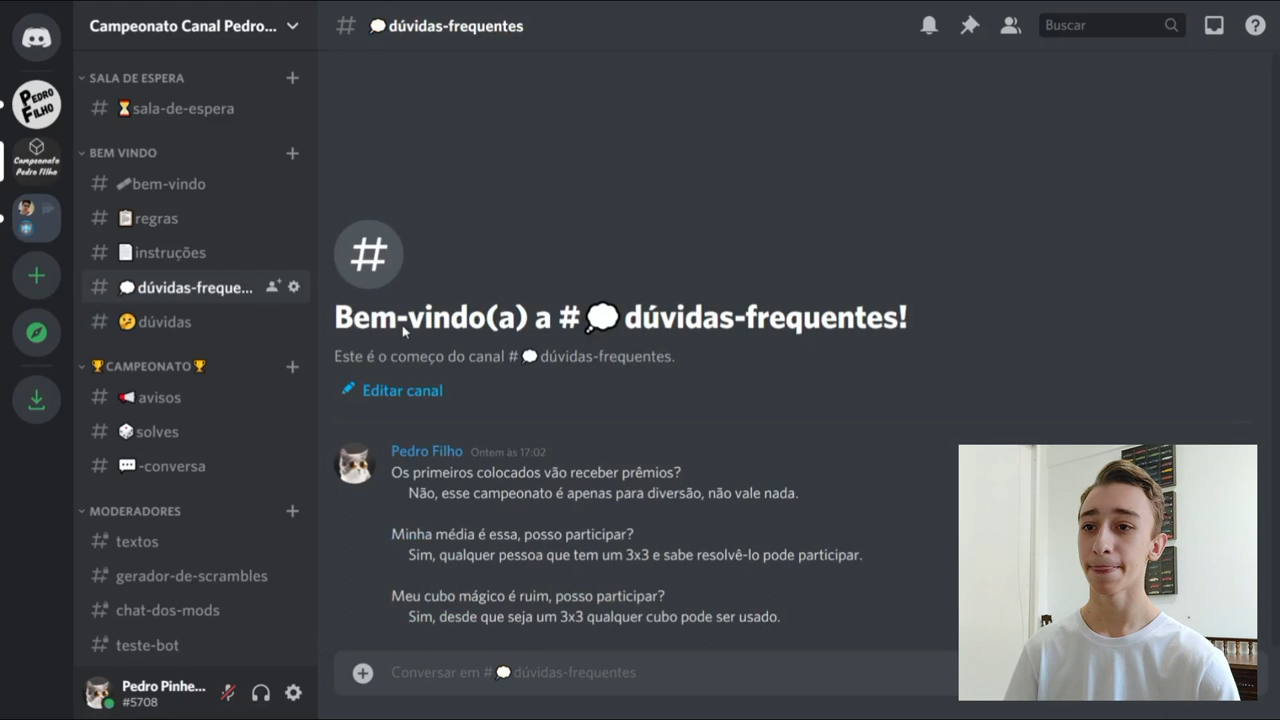 Campeonato Canal Pedro...
SALA DE ESPERA
sala-de-espera
BEM VINDO
bem-vindo
regras
instruções
dúvidas-freque...
dúvidas
CAMPEONATO
avisos
solves
-conversa
MODERADORES
textos
gerador-de-scrambles
chat-dos-mods
teste-bot
Pedro Pinhe...
#5708
PEDRO
FILHO
Campeonato
Pedro Filho
# dúvidas-frequentes
Buscar
Bem-vindo(a) a # dúvidas-frequentes!
Este é o começo do canal # dúvidas-frequentes.
Editar canal
Pedro Filho Ontem às 17:02
Os primeiros colocados vão receber prêmios?
Não, esse campeonato é apenas para diversão, não vale nada.
Minha média é essa, posso participar?
Sim, qualquer pessoa que tem um 3x3 e sabe resolvê-lo pode participar.
Meu cubo mágico é ruim, posso participar?
Sim, desde que seja um 3x3 qualquer cubo pode ser usado.
Conversar em # dúvidas-frequentes